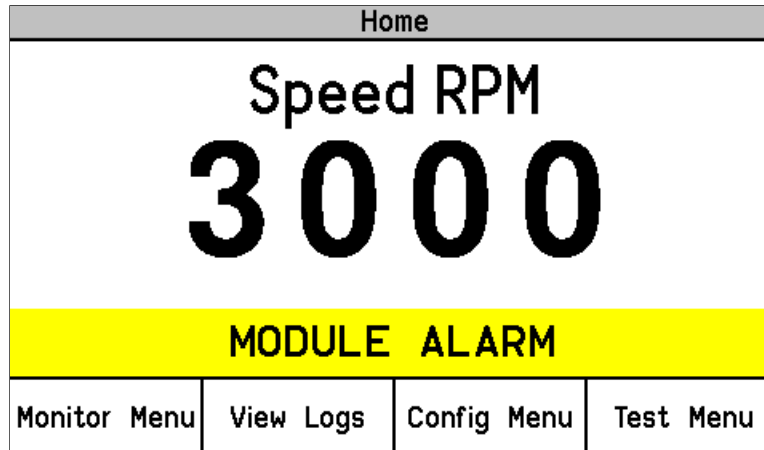 Home
Speed RPM
3000
MODULE ALARM
Monitor Menu View Logs Config Menu Test Menu